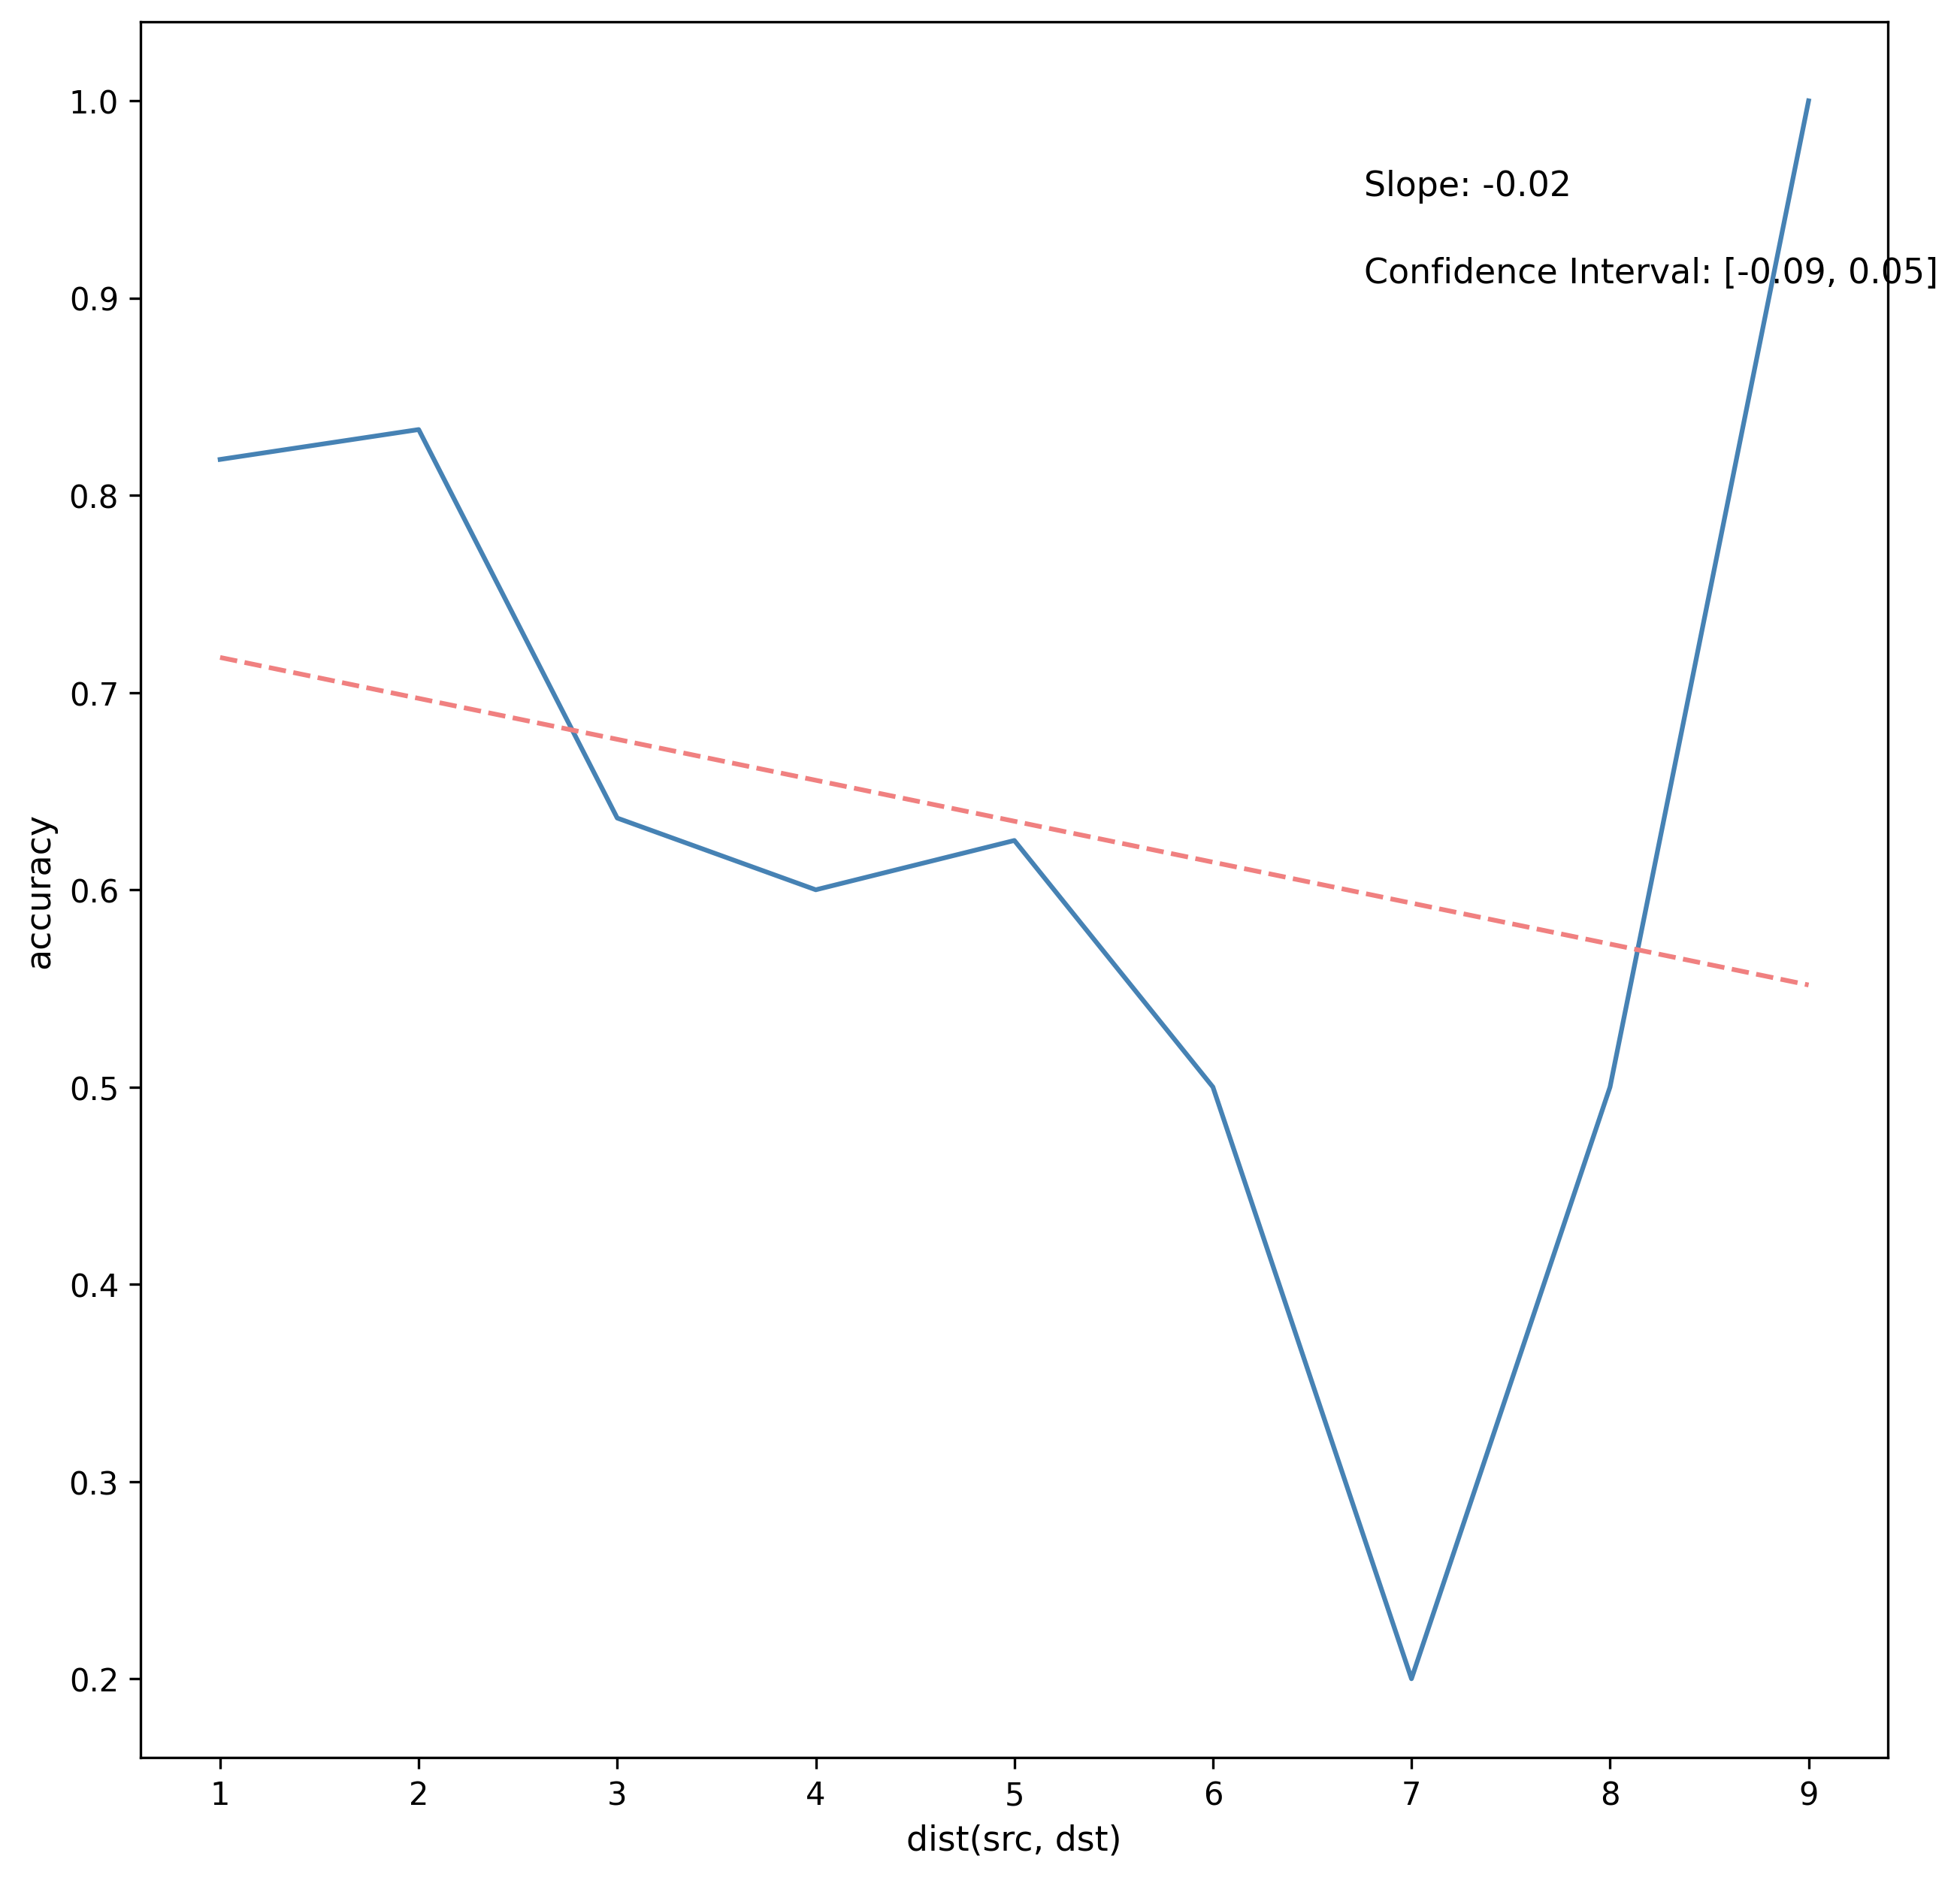 1.0
0.9
0.8
0.7
0.6
0.5
0.4
0.3
0.2
accuracy
Slope: -0.02
Confidence Interval: [-0.09, 0.05]
1 2 3 4 5 6 7 8 9
dist(src, dst)